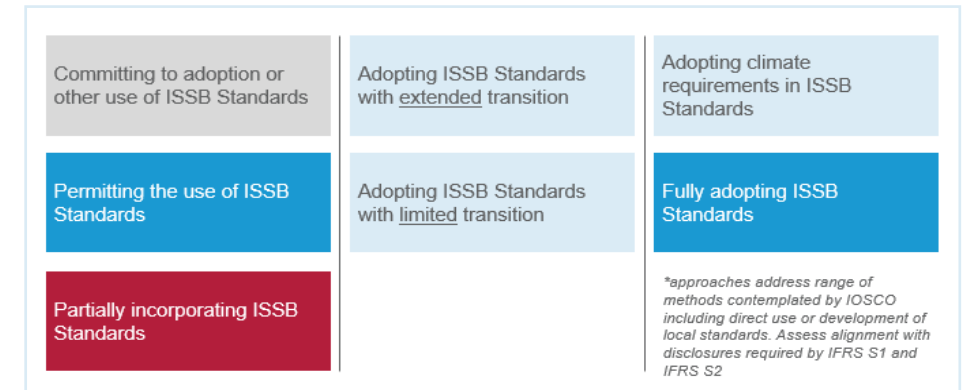 Committing to adoption or
other use of ISSB Standards
Permitting the use of ISSB
Standards
Partially incorporating ISSB
Standards
Adopting ISSB Standards
with extended transition
Adopting ISSB Standards
with limited transition
Adopting climate
requirements in ISSB
Standards
Fully adopting ISSB
Standards
*approaches address range of
methods contemplated by IOSCO
including direct use or development of
local standards. Assess alignment with
disclosures required by IFRS S1 and
IFRS S2